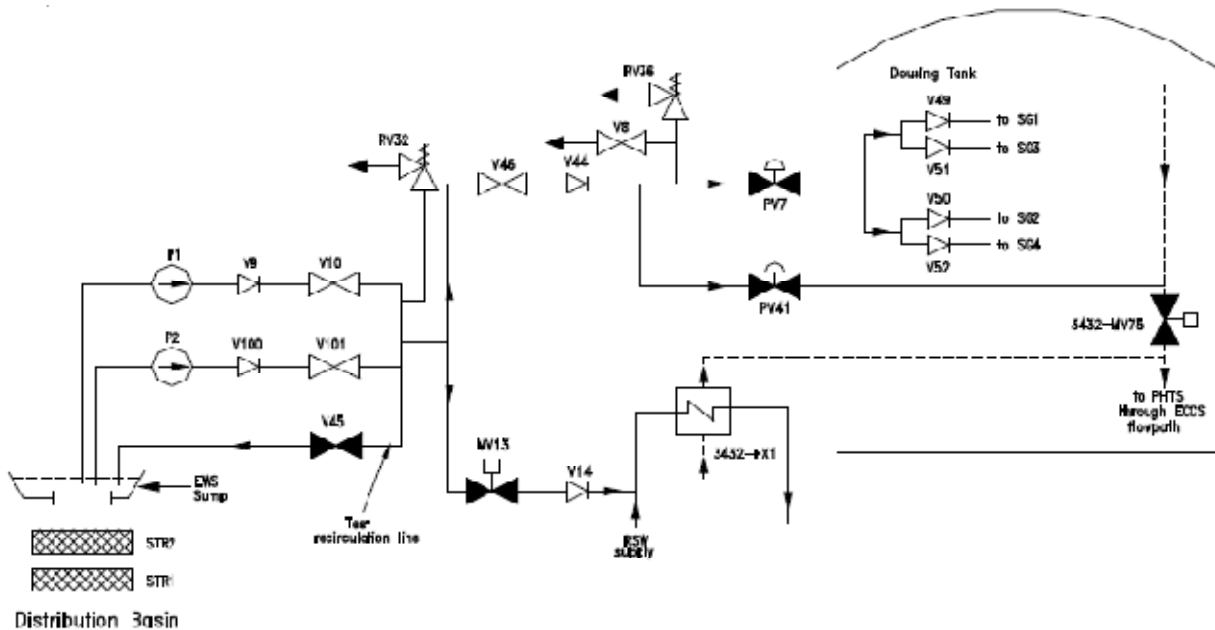 RV36
Dousing Tank
V49
to SG1
V8
RV32
to SG3
V46
V44
V51
PV7
V50
to SG2
to SG4
P1
V9
V10
V52
PV41
3432-MV75
P2
V100
V101
to PHTS
through ECCS
flowpath
V45
MV13
3432-HX1
V14
EWS
Sump
Test
recirculation line
RSW
supply
STR2
STR1
Distribution Basin